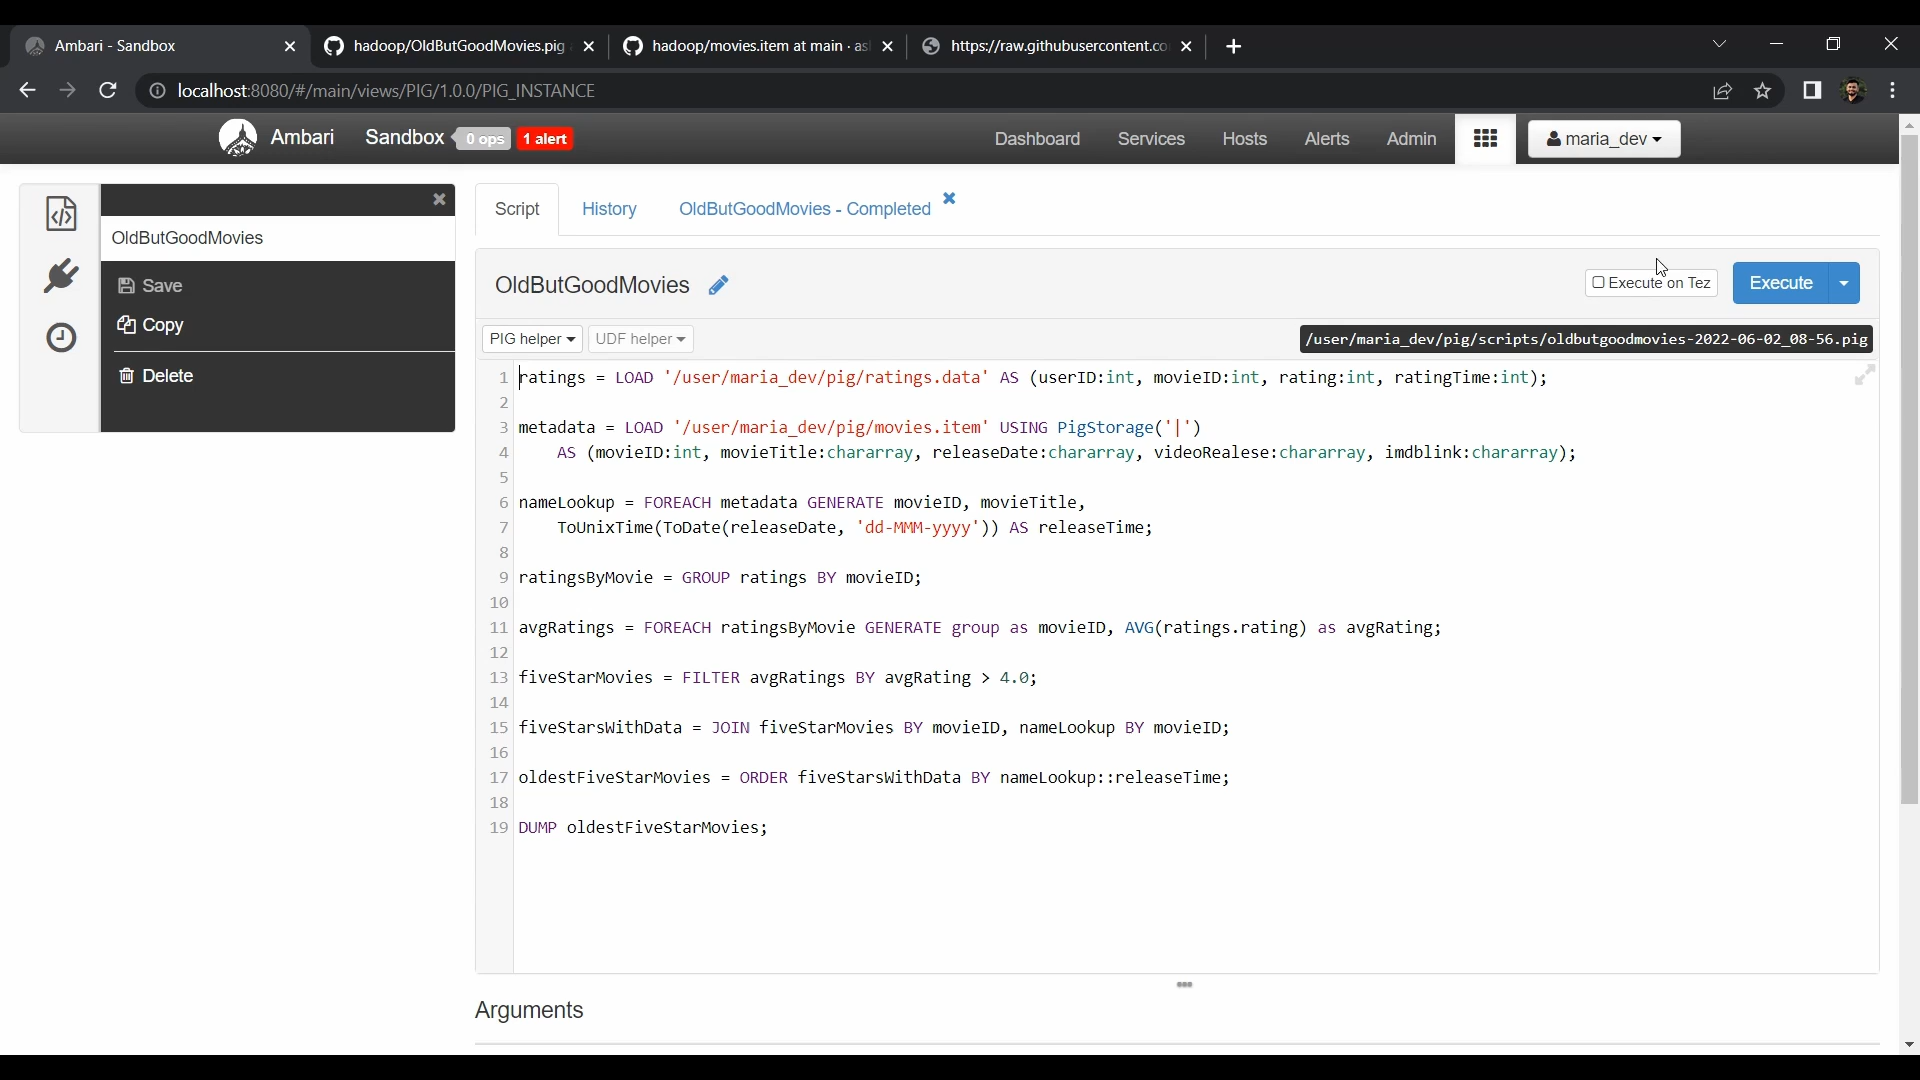 Ambari - Sandbox
hadoop/OldButGoodMovies.pig
hadoop/movies.item at main · as
https://raw.githubusercontent.co
localhost:8080/#/main/views/PIG/1.0.0/PIG_INSTANCE
Ambari Sandbox 0 ops 1 alert Dashboard Services Hosts Alerts Admin maria_dev
OldButGoodMovies
Save
Copy
Delete
Script History OldButGoodMovies - Completed
OldButGoodMovies
Execute on Tez Execute
PIG helper UDF helper /user/maria_dev/pig/scripts/oldbutgoodmovies-2022-06-02_08-56.pig
1 ratings = LOAD '/user/maria_dev/pig/ratings.data' AS (userID:int, movieID:int, rating:int, ratingTime:int);
2
3 metadata = LOAD '/user/maria_dev/pig/movies.item' USING PigStorage('|')
4 AS (movieID:int, movieTitle:chararray, releaseDate:chararray, videoRealese:chararray, imdblink:chararray);
5
6 nameLookup = FOREACH metadata GENERATE movieID, movieTitle,
7 ToUnixTime(ToDate(releaseDate, 'dd-MMM-yyyy')) AS releaseTime;
8
9 ratingsByMovie = GROUP ratings BY movieID;
10
11 avgRatings = FOREACH ratingsByMovie GENERATE group as movieID, AVG(ratings.rating) as avgRating;
12
13 fiveStarMovies = FILTER avgRatings BY avgRating > 4.0;
14
15 fiveStarsWithData = JOIN fiveStarMovies BY movieID, nameLookup BY movieID;
16
17 oldestFiveStarMovies = ORDER fiveStarsWithData BY nameLookup::releaseTime;
18
19 DUMP oldestFiveStarMovies;
Arguments